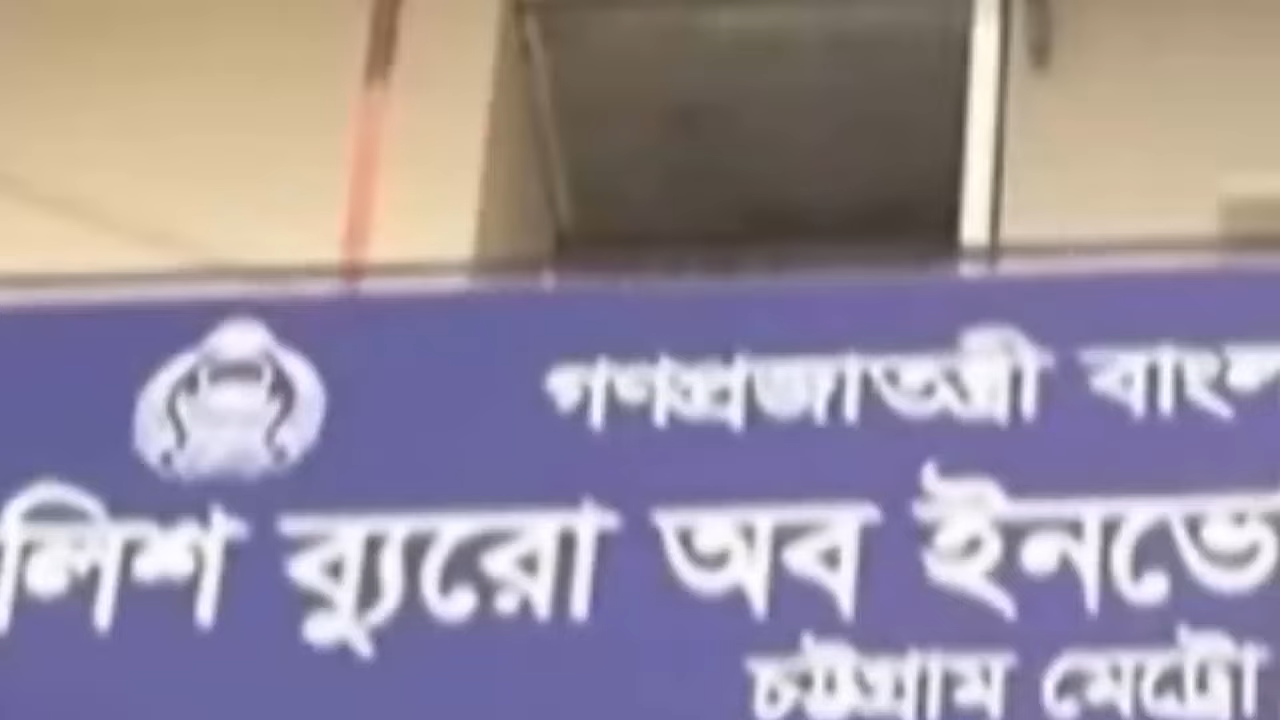 গণপ্রজাতন্ত্রী বাংল
লিশ ব্যুরো অব ইনভে
চট্টগ্রাম মেট্রো